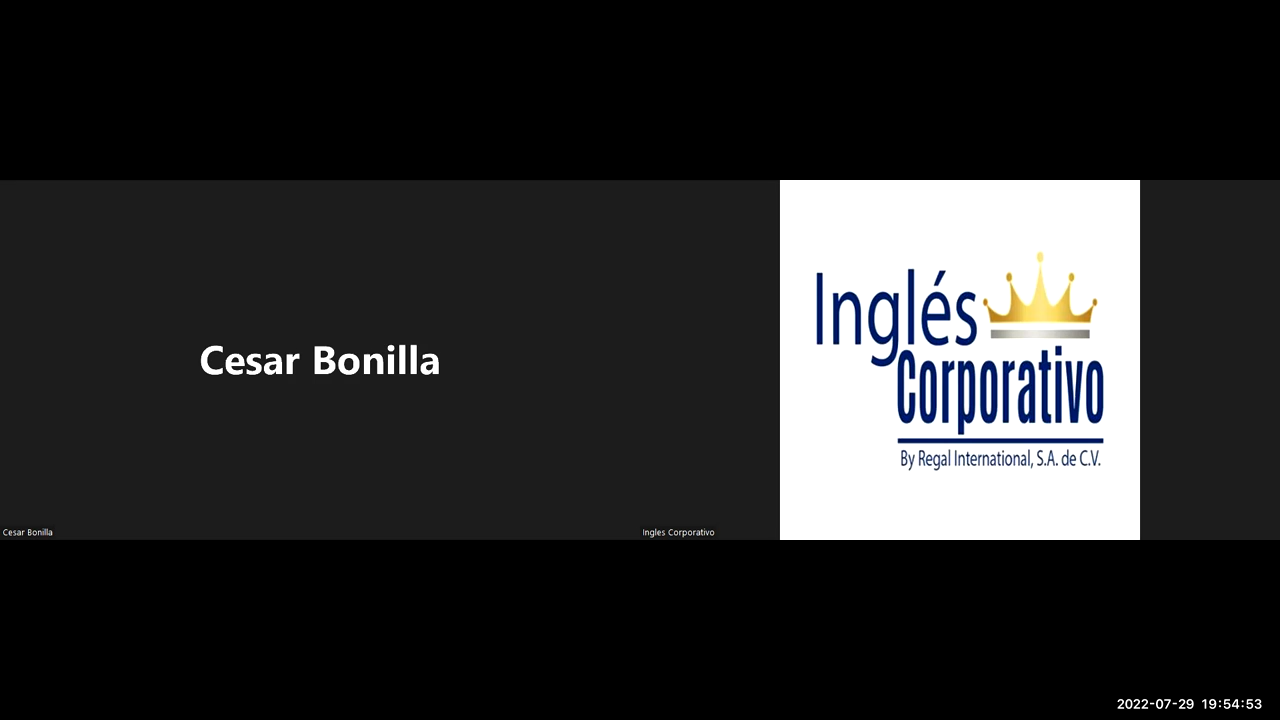 Cesar Bonilla
Inglés
Corporativo
By Regal International, S.A. de C.V.
Cesar Bonilla
Ingles Corporativo
2022-07-29 19:54:53